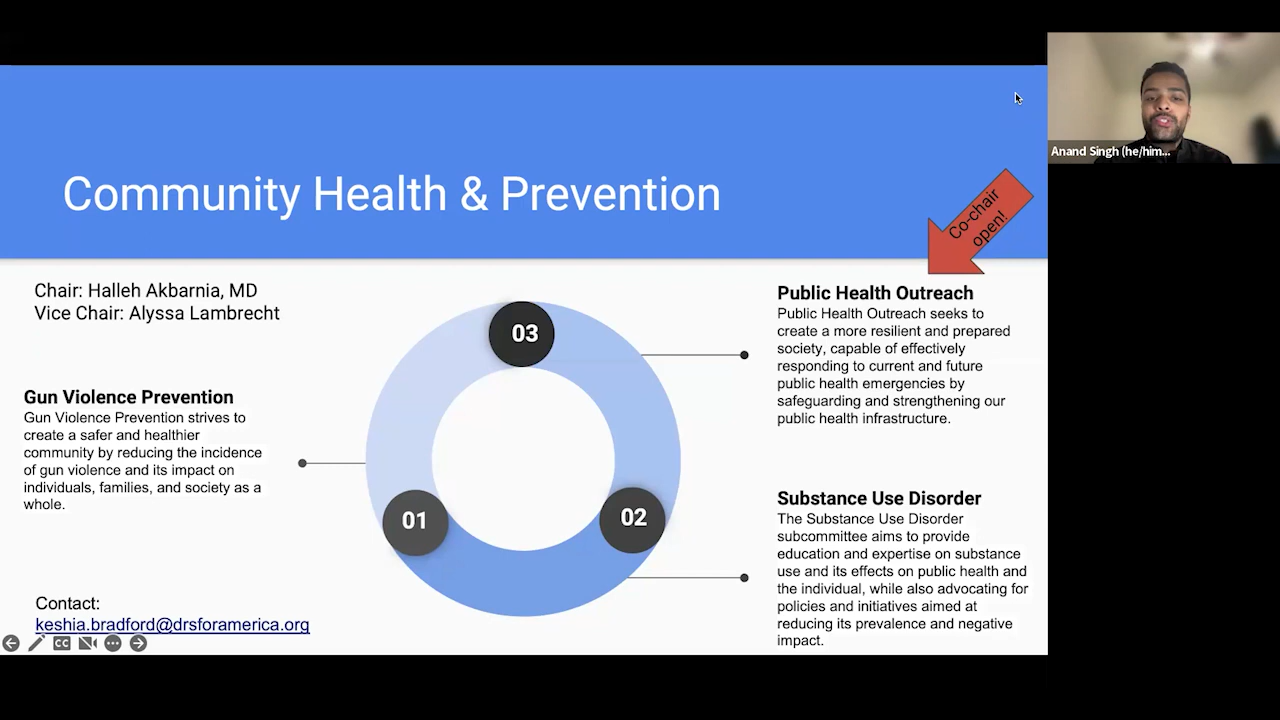 Community Health & Prevention
Co-chair
open!
Anand Singh (he/him...
Chair: Halleh Akbarnia, MD
Vice Chair: Alyssa Lambrecht
Gun Violence Prevention
Gun Violence Prevention strives to
create a safer and healthier
community by reducing the incidence
of gun violence and its impact on
individuals, families, and society as a
whole.
Contact:
keshia.bradford@drsforamerica.org
03
01
02
Public Health Outreach
Public Health Outreach seeks to
create a more resilient and prepared
society, capable of effectively
responding to current and future
public health emergencies by
safeguarding and strengthening our
public health infrastructure.
Substance Use Disorder
The Substance Use Disorder
subcommittee aims to provide
education and expertise on substance
use and its effects on public health and
the individual, while also advocating for
policies and initiatives aimed at
reducing its prevalence and negative
impact.
CC